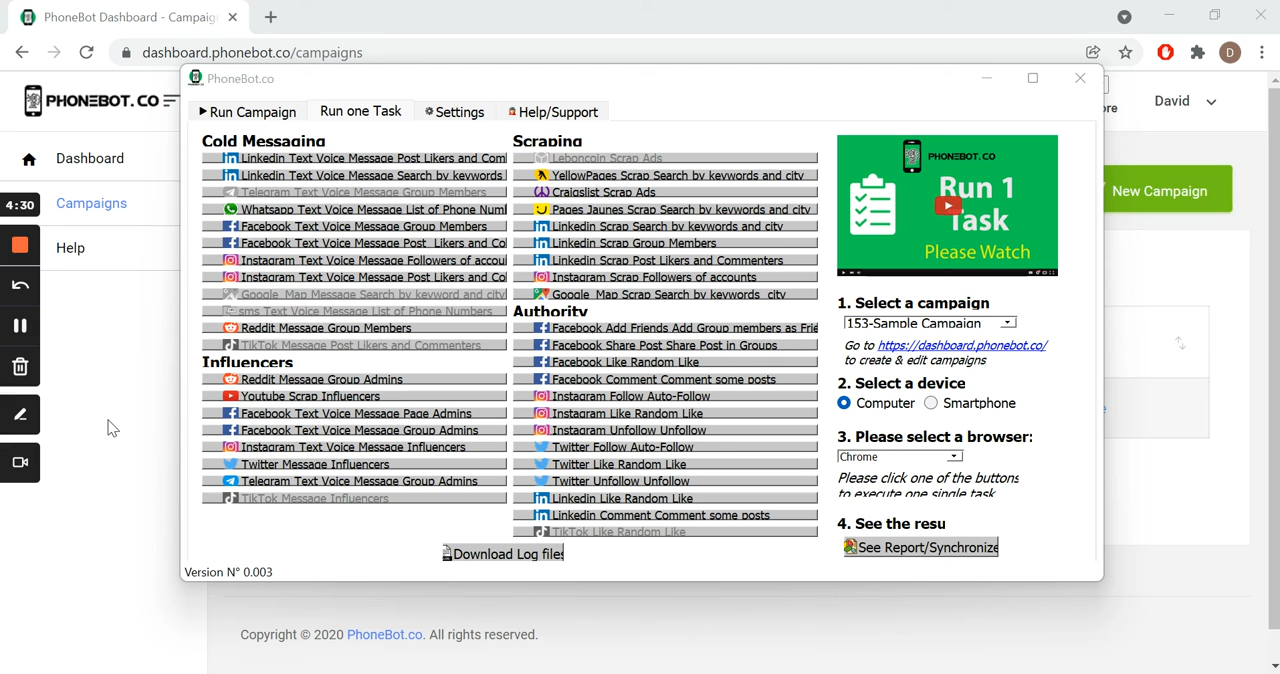 PhoneBot Dashboard - Campaig
dashboard.phonebot.co/campaigns
D
PHONEBOT.CO
David
Dashboard
Campaigns
Help
4:30
New Campaign
ore
PhoneBot.co
Run Campaign
Run one Task
Settings
Help/Support
Cold Messaging
Linkedin Text Voice Message Post Likers and Com
Linkedin Text Voice Message Search by keywords
Telegram Text Voice Message Group Members
Whatsapp Text Voice Message List of Phone Num
Facebook Text Voice Message Group Members
Facebook Text Voice Message Post Likers and Co
Instagram Text Voice Message Followers of accou
Instagram Text Voice Message Post Likers and Co
Google Map Message Search by keyword and city
sms Text Voice Message List of Phone Numbers
Reddit Message Group Members
TikTok Message Post Likers and Commenters
Influencers
Reddit Message Group Admins
Youtube Scrap Influencers
Facebook Text Voice Message Page Admins
Facebook Text Voice Message Group Admins
Instagram Text Voice Message Influencers
Twitter Message Influencers
Telegram Text Voice Message Group Admins
TikTok Message Influencers
Scraping
Leboncoin Scrap Ads
YellowPages Scrap Search by keywords and city
Craigslist Scrap Ads
Pages Jaunes Scrap Search by keywords and city
Linkedin Scrap Search by keywords and city
Linkedin Scrap Group Members
Linkedin Scrap Post Likers and Commenters
Instagram Scrap Followers of accounts
Google Map Scrap Search by keywords city
Authority
Facebook Add Friends Add Group members as Frie
Facebook Share Post Share Post in Groups
Facebook Like Random Like
Facebook Comment Comment some posts
Instagram Follow Auto-Follow
Instagram Like Random Like
Instagram Unfollow Unfollow
Twitter Follow Auto-Follow
Twitter Like Random Like
Twitter Unfollow Unfollow
Linkedin Like Random Like
Linkedin Comment Comment some posts
TikTok Like Random Like
Download Log files
Version N° 0.003
PHONEBOT.CO
Run 1
Task
Please Watch
1. Select a campaign
153-Sample Campaign
Go to https://dashboard.phonebot.co/
to create & edit campaigns
2. Select a device
Computer Smartphone
3. Please select a browser:
Chrome
Please click one of the buttons
to execute one single task
4. See the resu
See Report/Synchronize
Copyright © 2020 PhoneBot.co. All rights reserved.